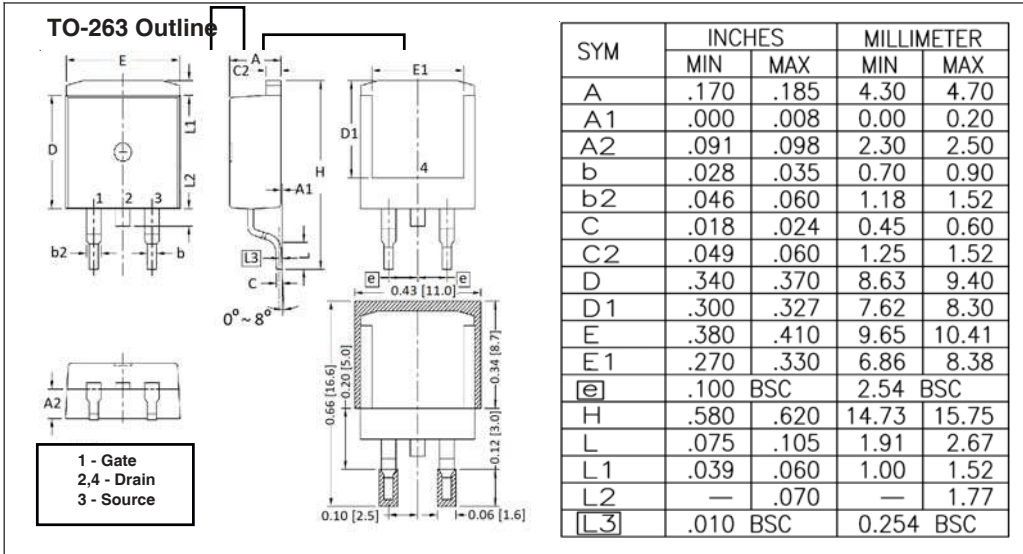 TO-263 Outline
E
L1
D
L2
1 2 3
b2
b
A2
A
C2
H
A1
L3
L
C
0° ~ 8°
E1
D1
4
e
e
0.43 [11.0]
0.66 [16.6]
0.20 [5.0]
0.34 [8.7]
0.12 [3.0]
0.10 [2.5]
0.06 [1.6]
1 - Gate
2,4 - Drain
3 - Source
SYM INCHES MILLIMETER
MIN MAX MIN MAX
A .170 .185 4.30 4.70
A1 .000 .008 0.00 0.20
A2 .091 .098 2.30 2.50
b .028 .035 0.70 0.90
b2 .046 .060 1.18 1.52
C .018 .024 0.45 0.60
C2 .049 .060 1.25 1.52
D .340 .370 8.63 9.40
D1 .300 .327 7.62 8.30
E .380 .410 9.65 10.41
E1 .270 .330 6.86 8.38
e .100 BSC 2.54 BSC
H .580 .620 14.73 15.75
L .075 .105 1.91 2.67
L1 .039 .060 1.00 1.52
L2 — .070 — 1.77
L3 .010 BSC 0.254 BSC